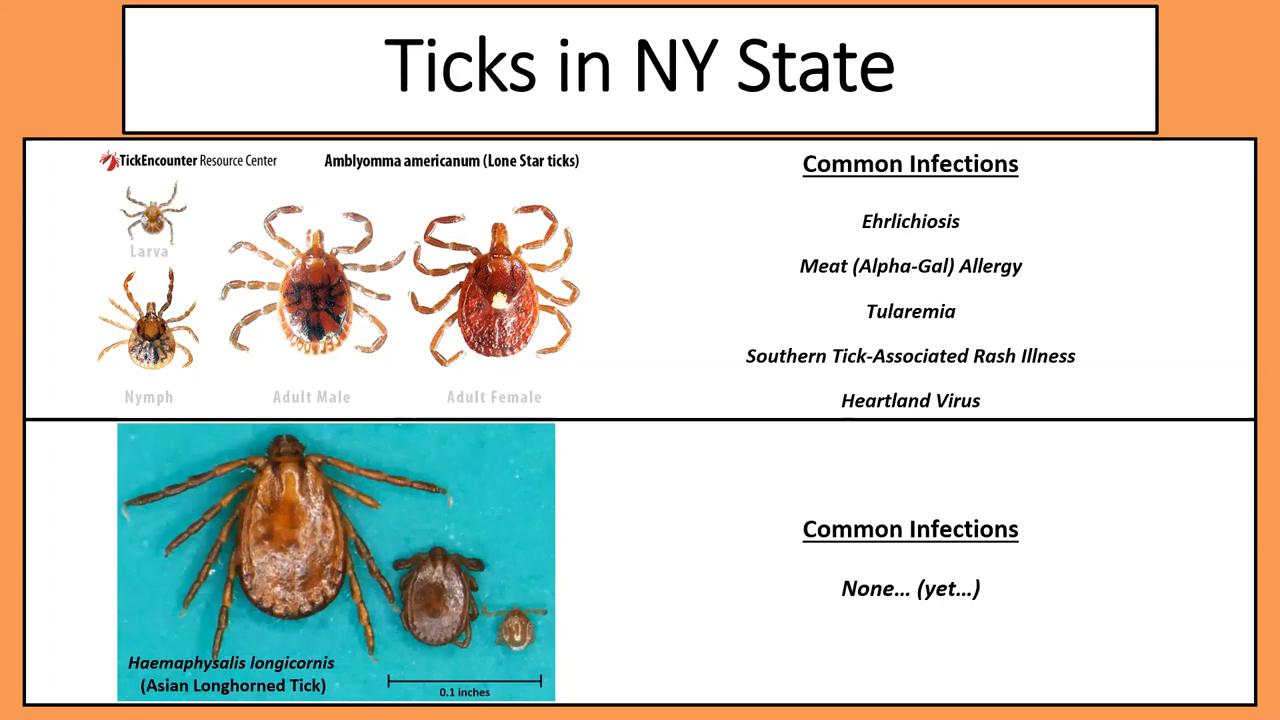 Ticks in NY State
TickEncounter Resource Center
Amblyomma americanum (Lone Star ticks)
Larva
Nymph
Adult Male
Adult Female
Common Infections
Ehrlichiosis
Meat (Alpha-Gal) Allergy
Tularemia
Southern Tick-Associated Rash Illness
Heartland Virus
Haemaphysalis longicornis
(Asian Longhorned Tick)
0.1 inches
Common Infections
None... (yet...)